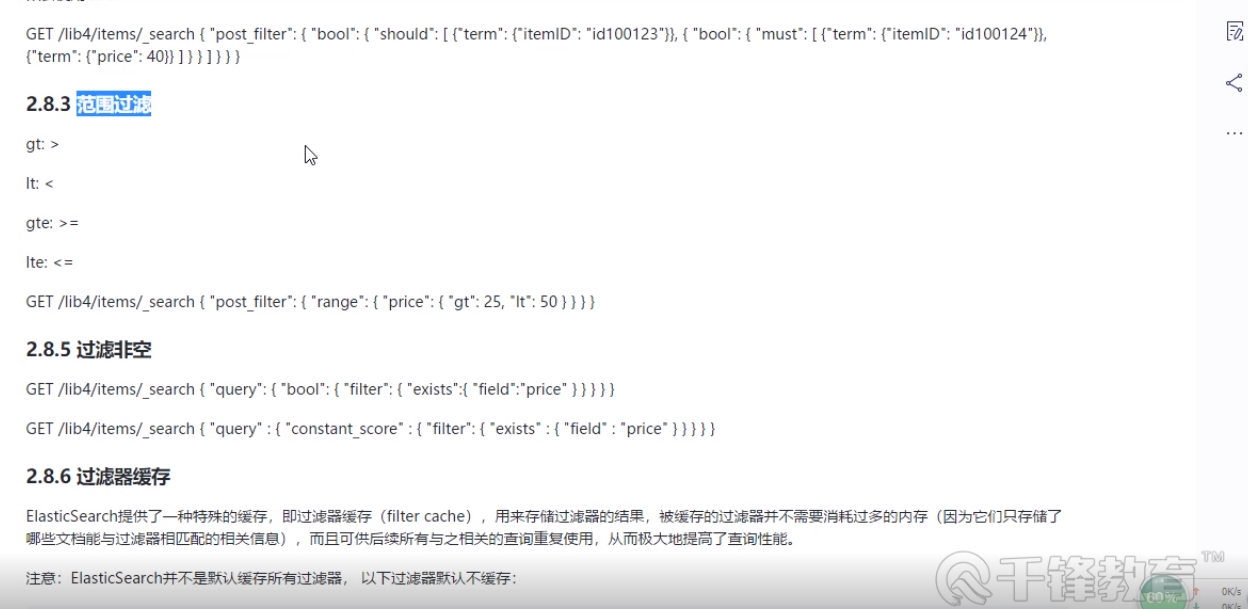 GET /lib4/items/_search { "post_filter": { "bool": { "should": [ {"term": {"itemID": "id100123"}}, { "bool": { "must": [ {"term": {"itemID": "id100124"}},
{"term": {"price": 40}} ] } } ] } } }
2.8.3 范围过滤
gt: >
lt: <
gte: >=
lte: <=
GET /lib4/items/_search { "post_filter": { "range": { "price": { "gt": 25, "lt": 50 } } } }
2.8.5 过滤非空
GET /lib4/items/_search { "query": { "bool": { "filter": { "exists":{ "field":"price" } } } } }
GET /lib4/items/_search { "query" : { "constant_score" : { "filter": { "exists" : { "field" : "price" } } } } }
2.8.6 过滤器缓存
ElasticSearch提供了一种特殊的缓存，即过滤器缓存（filter cache），用来存储过滤器的结果，被缓存的过滤器并不需要消耗过多的内存（因为它们只存储了
哪些文档能与过滤器相匹配的相关信息），而且可供后续所有与之相关的查询重复使用，从而极大地提高了查询性能。
注意：ElasticSearch并不是默认缓存所有过滤器， 以下过滤器默认不缓存：
千锋教育 TM
60%
0K/s
0K/s